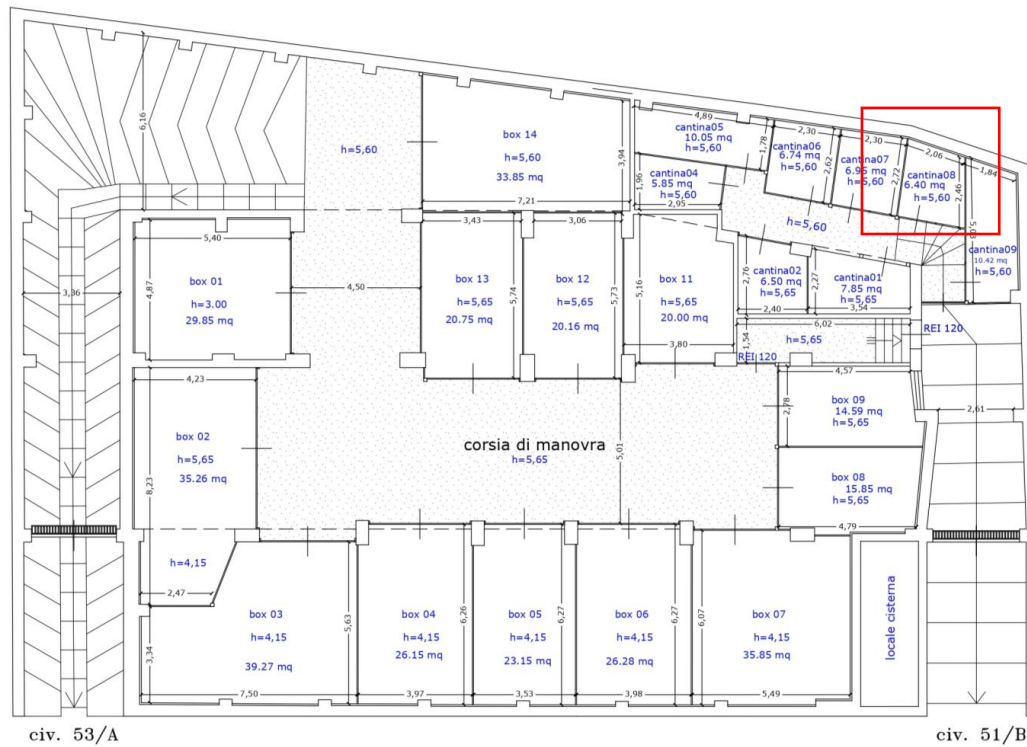 6,16
h=5,60
box 14
h=5,60
33.85 mq
3,94
7,21
4,89
cantina05
10.05 mq
h=5,60
1,78
cantina04
5.85 mq
h=5,60
1,96
2,95
2,30
cantina06
6.74 mq
h=5,60
2,62
2,30
cantina07
6.95 mq
h=5,60
2,72
2,06
cantina08
6.40 mq
h=5,60
2,46
1,84
5,03
cantina09
10.42 mq
h=5,60
h=5,60
5,40
box 01
h=3.00
29.85 mq
4,87
3,36
4,50
3,43
box 13
h=5,65
20.75 mq
5,74
3,06
box 12
h=5,65
20.16 mq
5,73
box 11
h=5,65
20.00 mq
5,16
3,80
cantina02
6.50 mq
h=5,65
2,76
2,40
cantina01
7.85 mq
h=5,65
2,27
3,54
6,02
h=5,65
1,54
REI 120
REI 120
4,23
box 02
h=5,65
35.26 mq
8,23
corsia di manovra
h=5,65
5,01
4,57
box 09
14.59 mq
h=5,65
2,78
2,61
box 08
15.85 mq
h=5,65
4,79
h=4,15
2,47
box 03
h=4,15
39.27 mq
3,34
5,63
7,50
box 04
h=4,15
26.15 mq
6,26
3,97
box 05
h=4,15
23.15 mq
6,27
3,53
box 06
h=4,15
26.28 mq
6,27
3,98
box 07
h=4,15
35.85 mq
6,07
5,49
locale cisterna
civ. 53/A
civ. 51/B